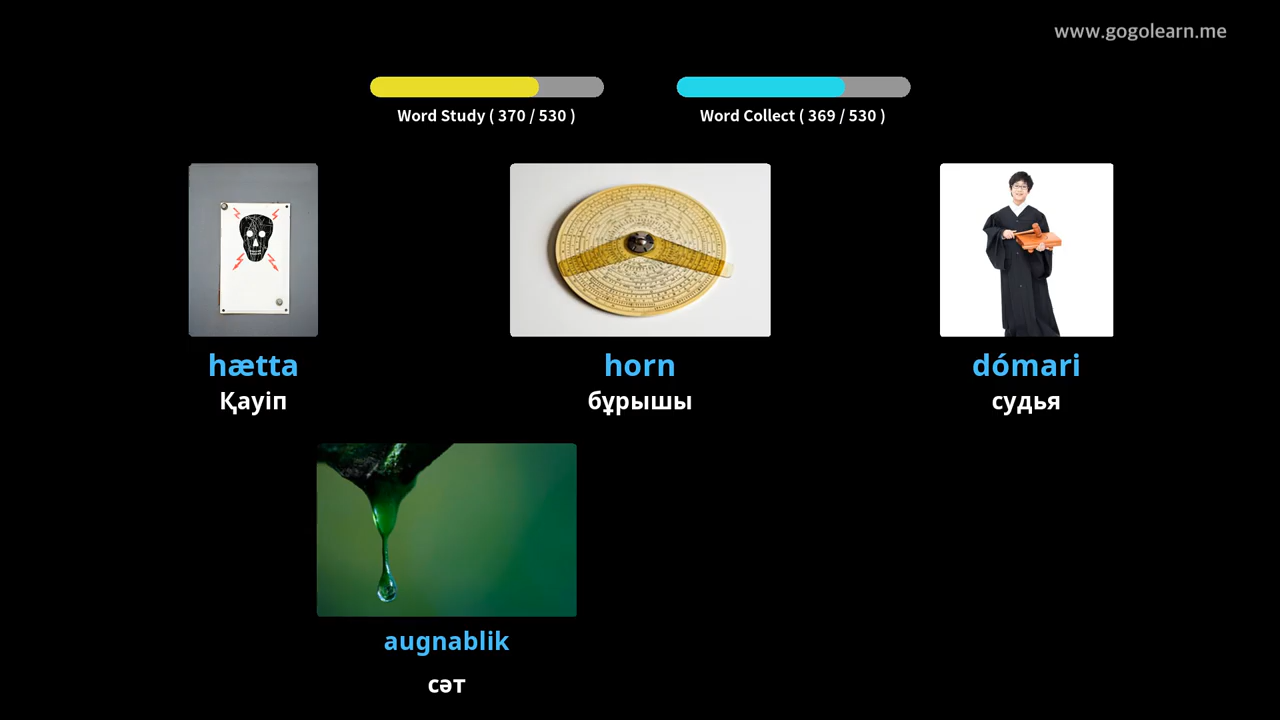 www.gogolearn.me
Word Study ( 370 / 530 )
Word Collect ( 369 / 530 )
hætta
horn
dómari
Қауіп
бұрышы
судья
augnablik
сәт